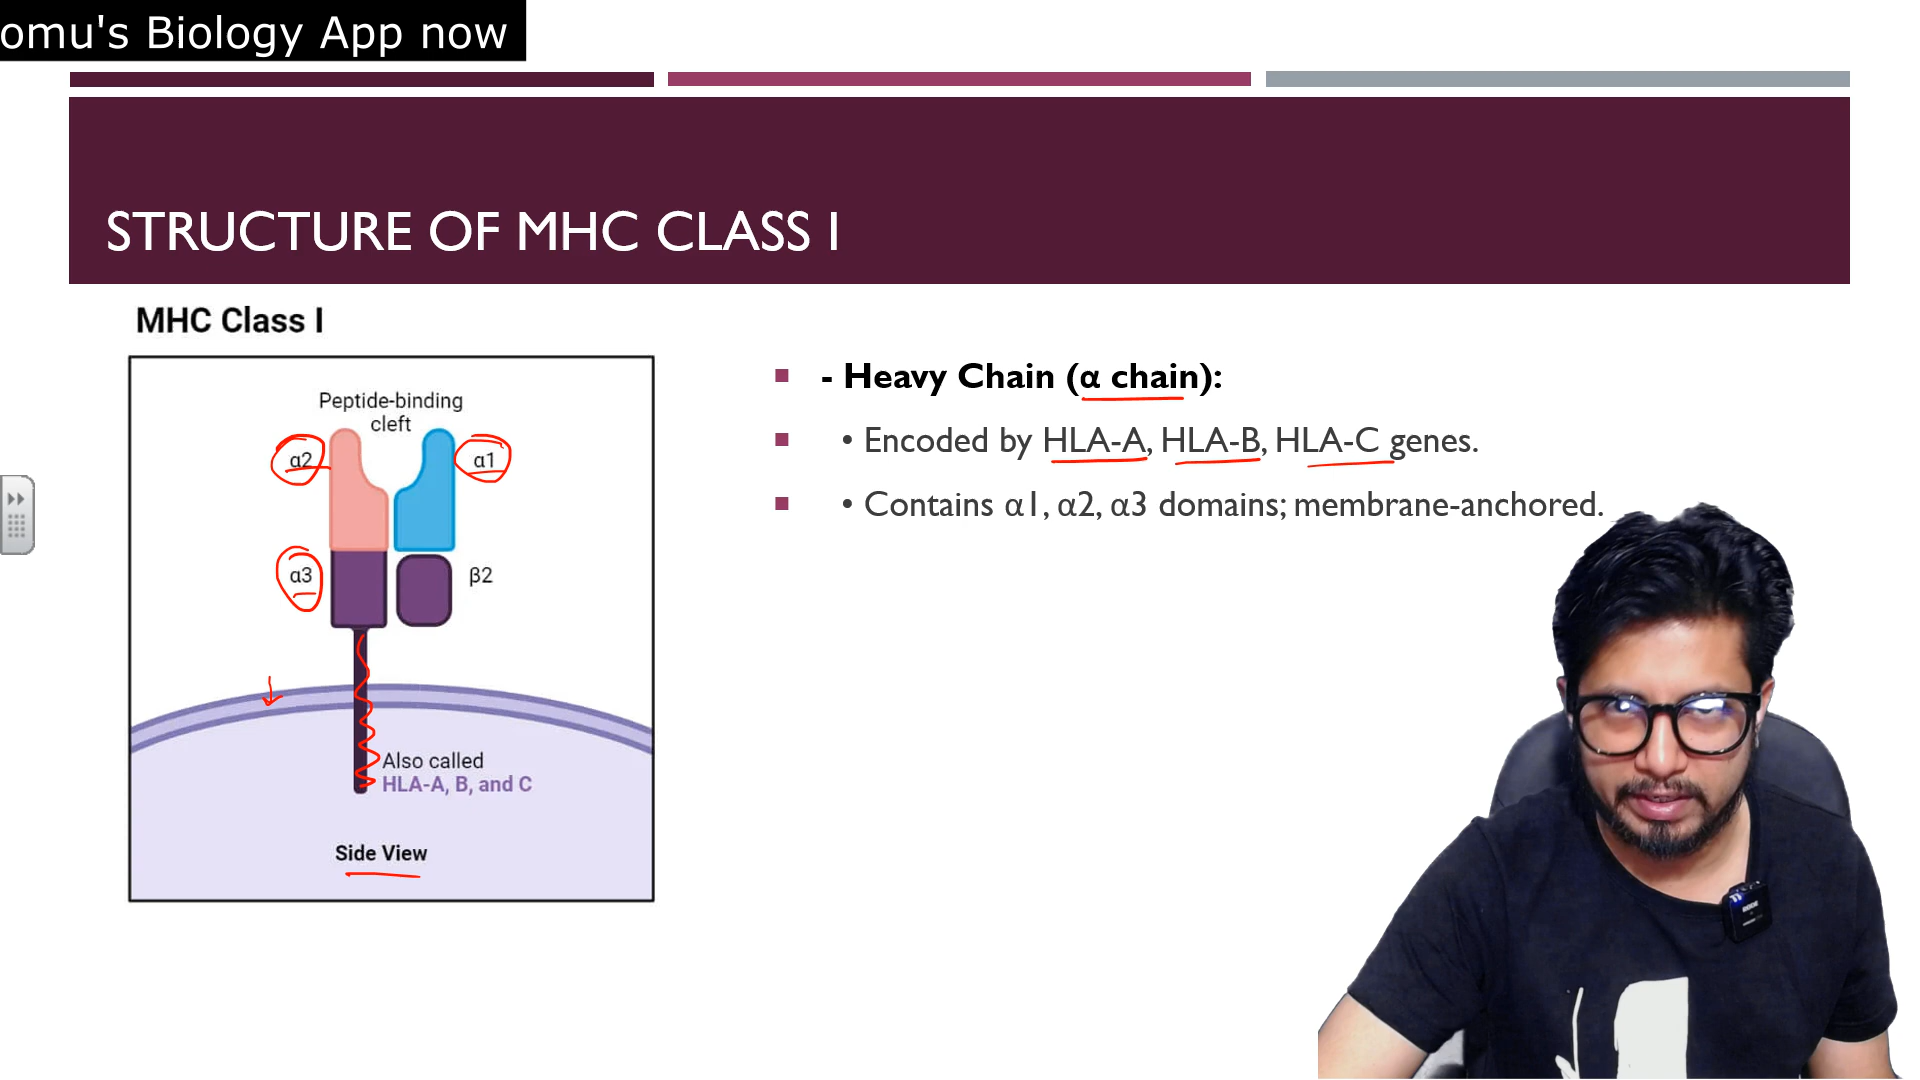 omu's Biology App now
STRUCTURE OF MHC CLASS I
MHC Class I
Peptide-binding
cleft
α2
α1
α3
β2
Also called
HLA-A, B, and C
Side View
- Heavy Chain (α chain):
• Encoded by HLA-A, HLA-B, HLA-C genes.
• Contains α1, α2, α3 domains; membrane-anchored.